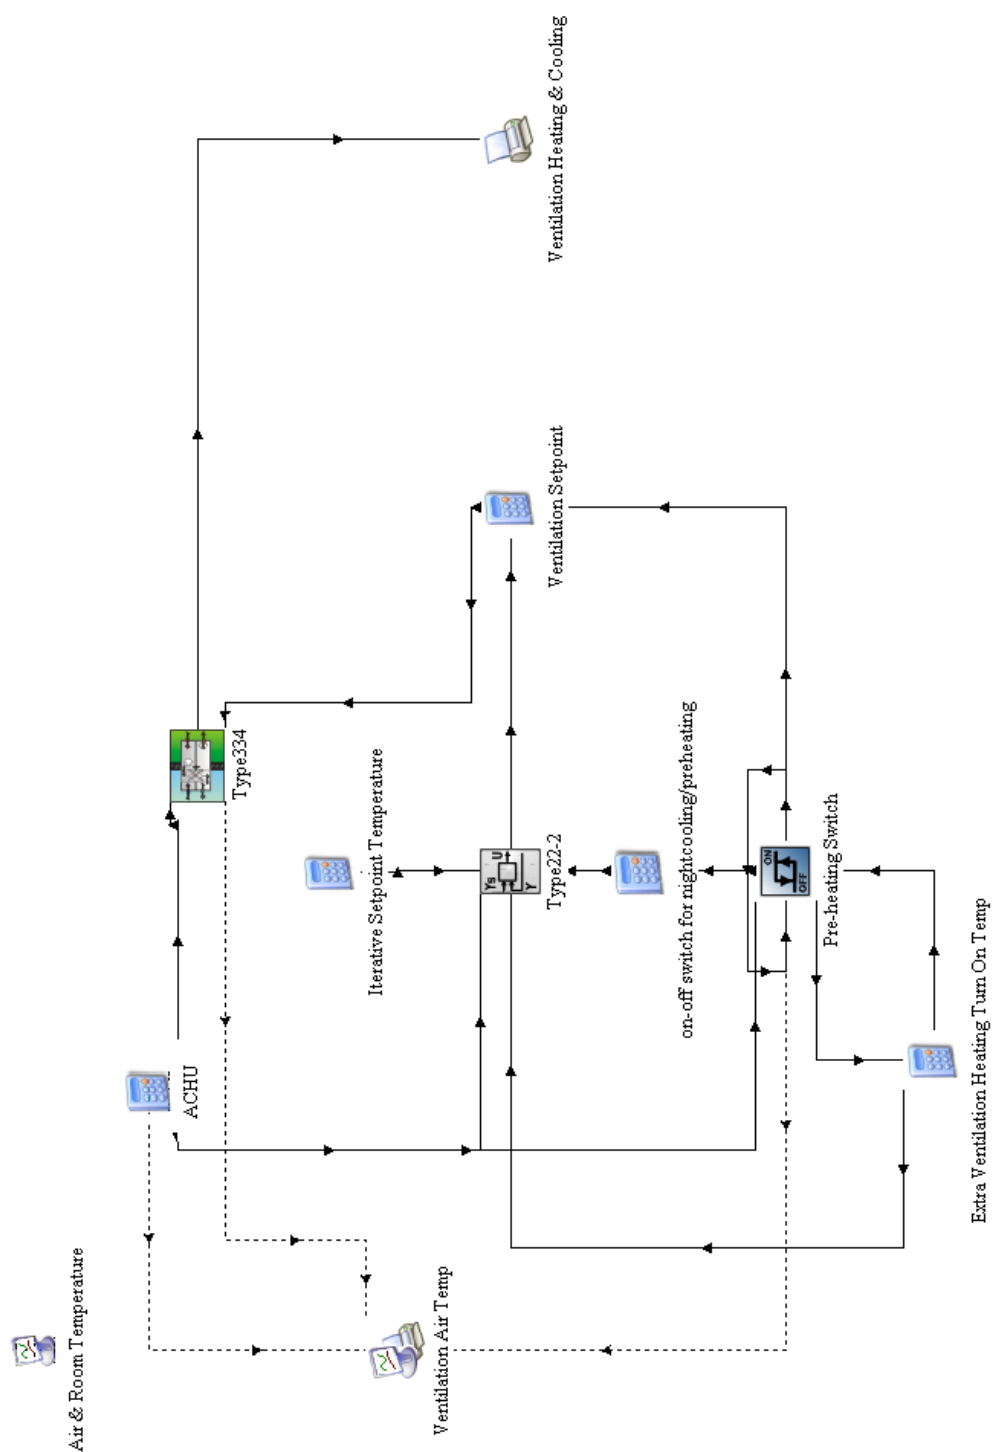 Air & Room Temperature
ACHU
Type334
Ventilation Air Temp
Iterative Setpoint Temperature
Ys
U
Y
Type22-2
Ventilation Setpoint
Ventilation Heating & Cooling
on-off switch for nightcooling/preheating
ON
OFF
Pre-heating Switch
Extra Ventilation Heating Turn On Temp